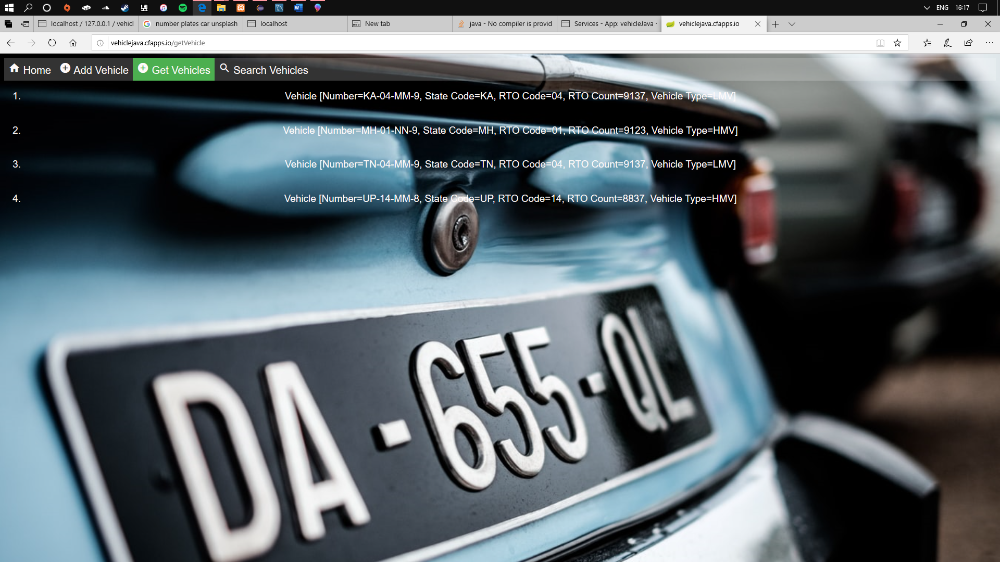 ENG 16:17
localhost / 127.0.0.1 / vehicl
number plates car unsplash
localhost
New tab
java - No compiler is provid
Services - App: vehicleJava -
vehiclejava.cfapps.io
vehiclejava.cfapps.io/getVehicle
Home Add Vehicle Get Vehicles Search Vehicles
1. Vehicle [Number=KA-04-MM-9, State Code=KA, RTO Code=04, RTO Count=9137, Vehicle Type=LMV]
2. Vehicle [Number=MH-01-NN-9, State Code=MH, RTO Code=01, RTO Count=9123, Vehicle Type=HMV]
3. Vehicle [Number=TN-04-MM-9, State Code=TN, RTO Code=04, RTO Count=9137, Vehicle Type=LMV]
4. Vehicle [Number=UP-14-MM-8, State Code=UP, RTO Code=14, RTO Count=8837, Vehicle Type=HMV]
DA-655-QL